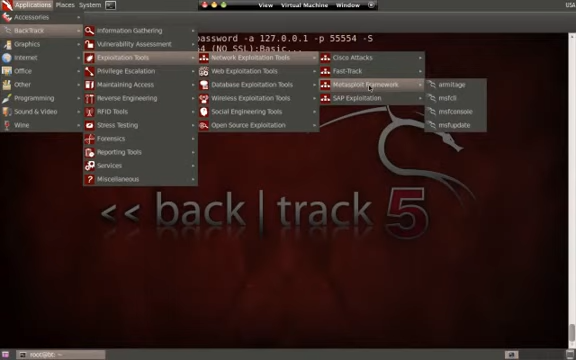 Applications Places System View Virtual Machine Window USA
Accessories
BackTrack
Graphics
Internet
Office
Other
Programming
Sound & Video
Wine
Information Gathering
Vulnerability Assessment
Exploitation Tools
Privilege Escalation
Maintaining Access
Reverse Engineering
RFID Tools
Stress Testing
Forensics
Reporting Tools
Services
Miscellaneous
Network Exploitation Tools
Web Exploitation Tools
Database Exploitation Tools
Wireless Exploitation Tools
Social Engineering Tools
Open Source Exploitation
Cisco Attacks
Fast-Track
Metasploit Framework
SAP Exploitation
armitage
msfcli
msfconsole
msfupdate
password -a 127.0.0.1 -p 55554 -S
(NO SSL):Basic...
<< back | track 5